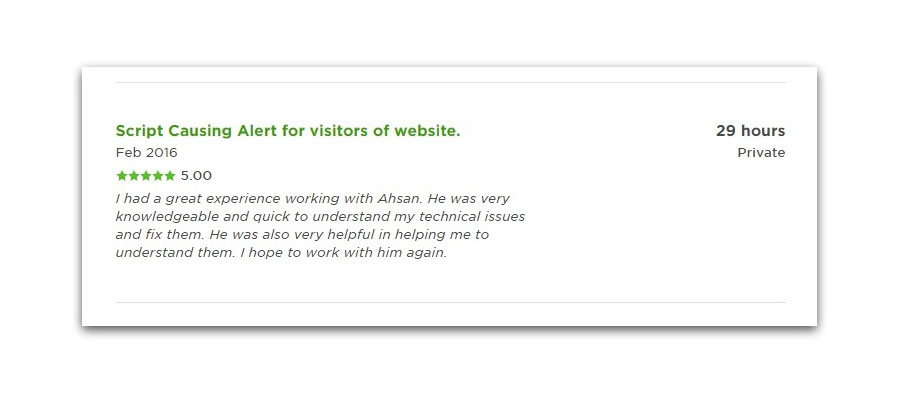 Script Causing Alert for visitors of website.
29 hours
Feb 2016
Private
5.00
I had a great experience working with Ahsan. He was very
knowledgeable and quick to understand my technical issues
and fix them. He was also very helpful in helping me to
understand them. I hope to work with him again.